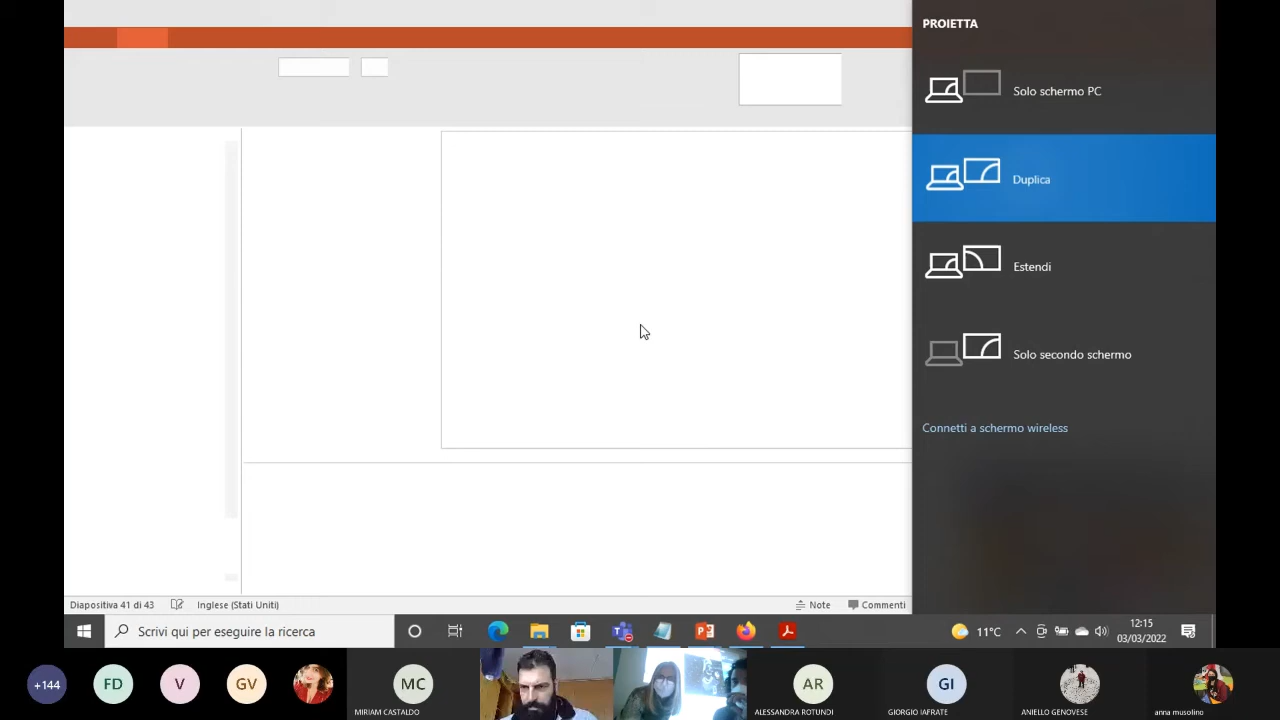 PROIETTA
Solo schermo PC
Duplica
Estendi
Solo secondo schermo
Connetti a schermo wireless
Diapositiva 41 di 43
Inglese (Stati Uniti)
Note
Commenti
Scrivi qui per eseguire la ricerca
11°C
12:15
03/03/2022
+144
FD
V
GV
MC
MIRIAM CASTALDO
AR
ALESSANDRA ROTUNDI
GI
GIORGIO IAFRATE
ANIELLO GENOVESE
anna musolino